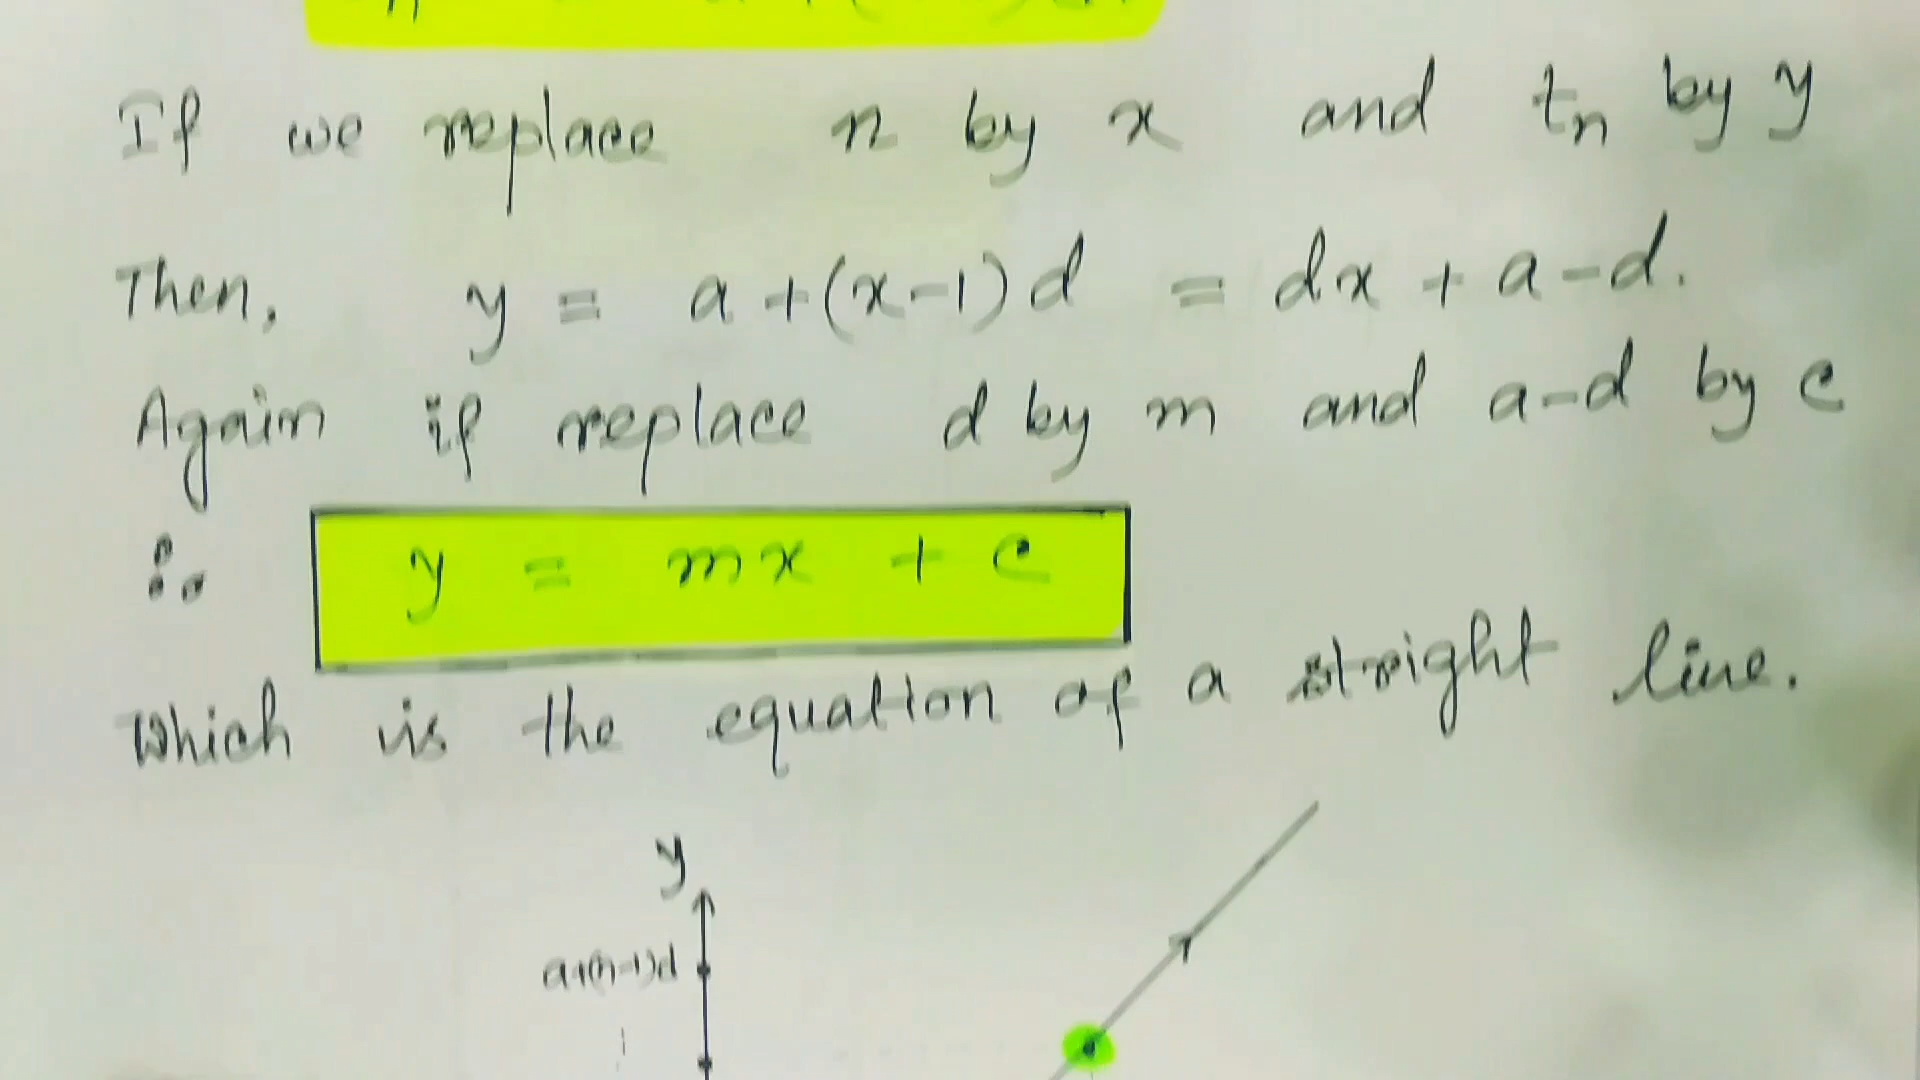 If we replace n by x and tn by y
Then, y = a+(x-1)d = dx + a-d.
Again if replace d by m and a-d by c
∴ y = mx + c
Which is the equation of a stright line.
y
a+(n-1)d